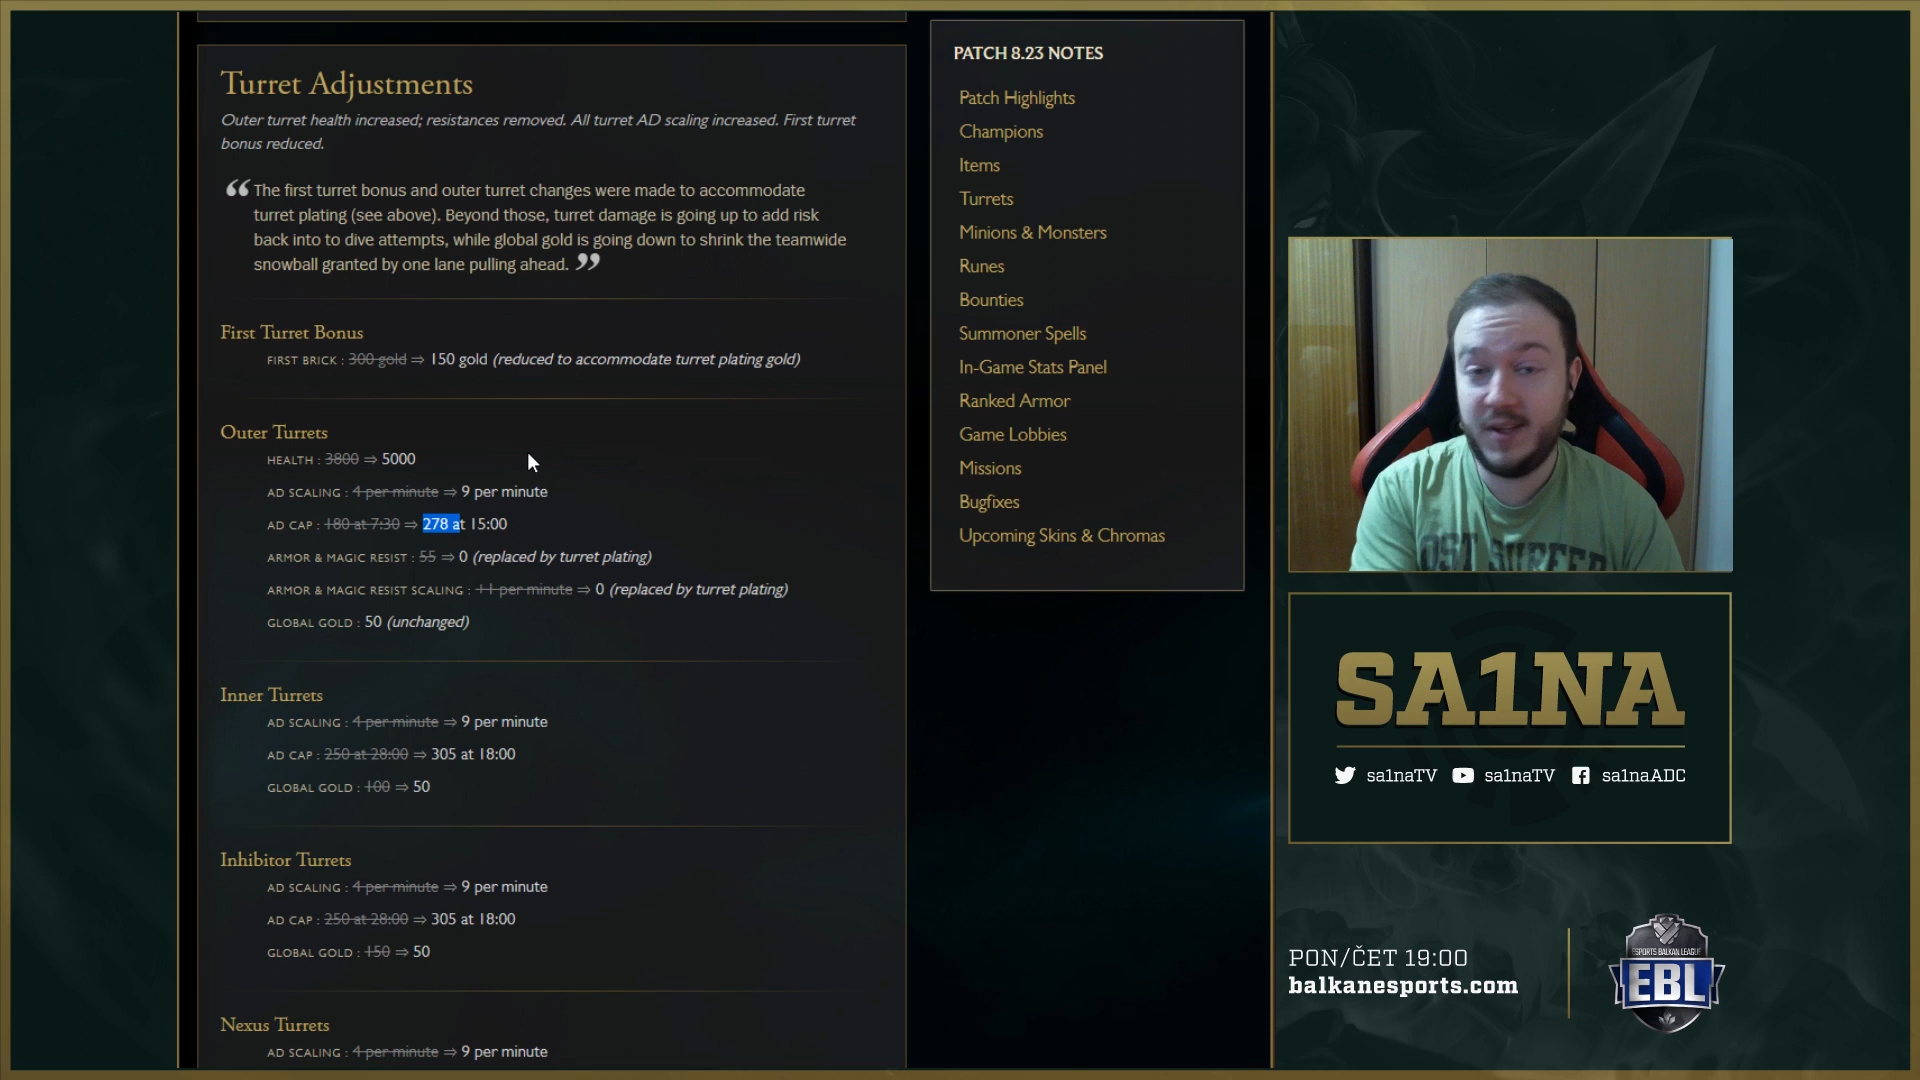 Turret Adjustments
Outer turret health increased; resistances removed. All turret AD scaling increased. First turret
bonus reduced.
“The first turret bonus and outer turret changes were made to accommodate
turret plating (see above). Beyond those, turret damage is going up to add risk
back into to dive attempts, while global gold is going down to shrink the teamwide
snowball granted by one lane pulling ahead.”
First Turret Bonus
FIRST BRICK : 300 gold ⇒ 150 gold (reduced to accommodate turret plating gold)
Outer Turrets
HEALTH : 3800 ⇒ 5000
AD SCALING : 4 per minute ⇒ 9 per minute
AD CAP : 180 at 7:30 ⇒ 278 at 15:00
ARMOR & MAGIC RESIST : 55 ⇒ 0 (replaced by turret plating)
ARMOR & MAGIC RESIST SCALING : ++ per minute ⇒ 0 (replaced by turret plating)
GLOBAL GOLD : 50 (unchanged)
Inner Turrets
AD SCALING : 4 per minute ⇒ 9 per minute
AD CAP : 250 at 28:00 ⇒ 305 at 18:00
GLOBAL GOLD : 100 ⇒ 50
Inhibitor Turrets
AD SCALING : 4 per minute ⇒ 9 per minute
AD CAP : 250 at 28:00 ⇒ 305 at 18:00
GLOBAL GOLD : 150 ⇒ 50
Nexus Turrets
AD SCALING : 4 per minute ⇒ 9 per minute
PATCH 8.23 NOTES
Patch Highlights
Champions
Items
Turrets
Minions & Monsters
Runes
Bounties
Summoner Spells
In-Game Stats Panel
Ranked Armor
Game Lobbies
Missions
Bugfixes
Upcoming Skins & Chromas
OST SURFER
SA1NA
sa1naTV sa1naTV sa1naADC
PON/ČET 19:00
balkanesports.com
ESPORTS BALKAN LEAGUE
EBL